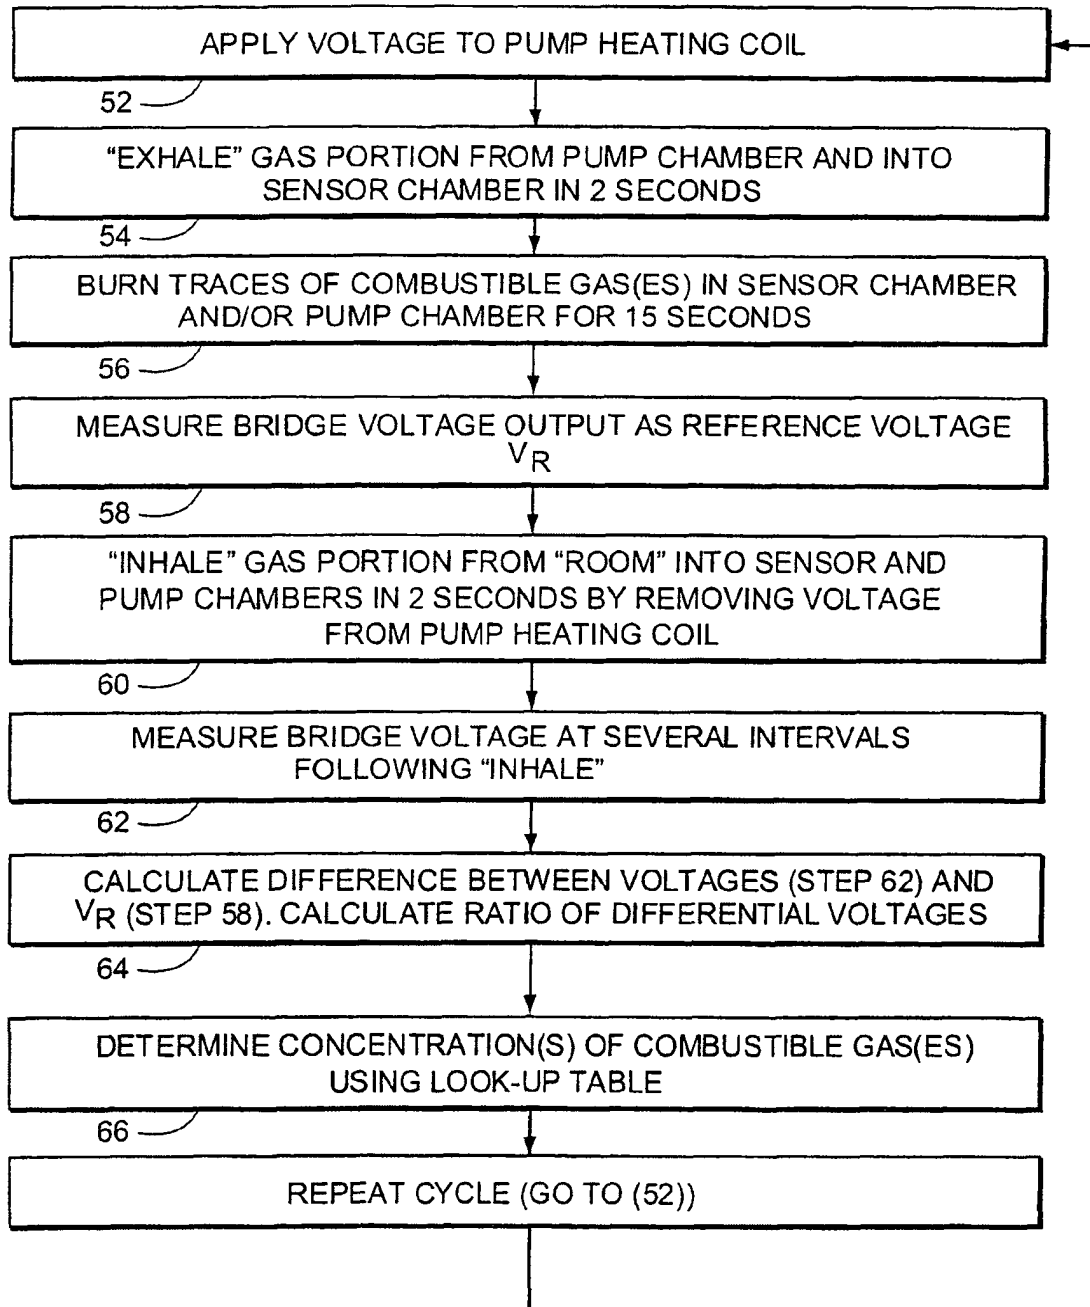 APPLY VOLTAGE TO PUMP HEATING COIL
52
“EXHALE” GAS PORTION FROM PUMP CHAMBER AND INTO
SENSOR CHAMBER IN 2 SECONDS
54
BURN TRACES OF COMBUSTIBLE GAS(ES) IN SENSOR CHAMBER
AND/OR PUMP CHAMBER FOR 15 SECONDS
56
MEASURE BRIDGE VOLTAGE OUTPUT AS REFERENCE VOLTAGE
VR
58
“INHALE” GAS PORTION FROM “ROOM” INTO SENSOR AND
PUMP CHAMBERS IN 2 SECONDS BY REMOVING VOLTAGE
FROM PUMP HEATING COIL
60
MEASURE BRIDGE VOLTAGE AT SEVERAL INTERVALS
FOLLOWING “INHALE”
62
CALCULATE DIFFERENCE BETWEEN VOLTAGES (STEP 62) AND
VR (STEP 58). CALCULATE RATIO OF DIFFERENTIAL VOLTAGES
64
DETERMINE CONCENTRATION(S) OF COMBUSTIBLE GAS(ES)
USING LOOK-UP TABLE
66
REPEAT CYCLE (GO TO (52))